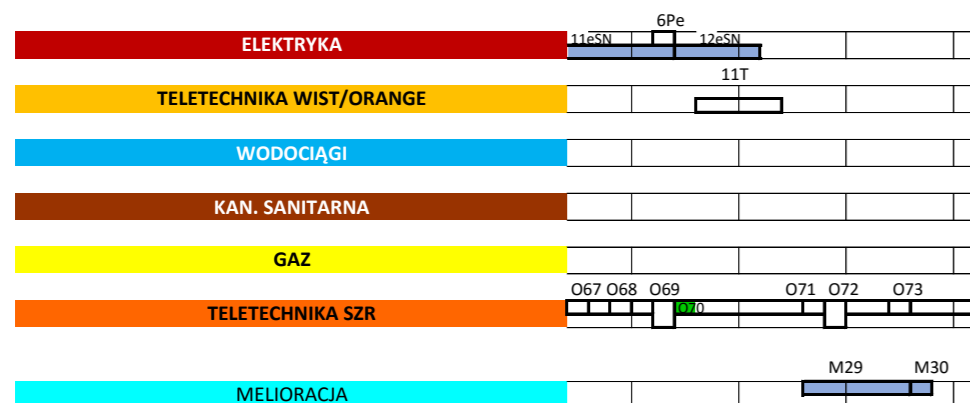 6Pe
ELEKTRYKA 11eSN 12eSN
11T
TELETECHNIKA WIST/ORANGE
WODOCIĄGI
KAN. SANITARNA
GAZ
O67 O68 O69 O71 O72 O73
TELETECHNIKA SZR O70
M29 M30
MELIORACJA